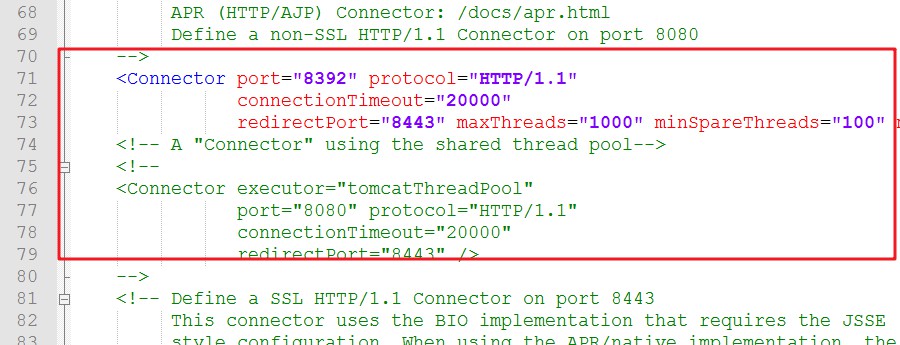 68 APR (HTTP/AJP) Connector: /docs/apr.html
69 Define a non-SSL HTTP/1.1 Connector on port 8080
70 -->
71 <Connector port="8392" protocol="HTTP/1.1"
72 connectionTimeout="20000"
73 redirectPort="8443" maxThreads="1000" minSpareThreads="100"
74 <!-- A "Connector" using the shared thread pool-->
75 <!--
76 <Connector executor="tomcatThreadPool"
77 port="8080" protocol="HTTP/1.1"
78 connectionTimeout="20000"
79 redirectPort="8443" />
80 -->
81 <!-- Define a SSL HTTP/1.1 Connector on port 8443
82 This connector uses the BIO implementation that requires the JSSE
83 style configuration. When using the APR/native implementation, the